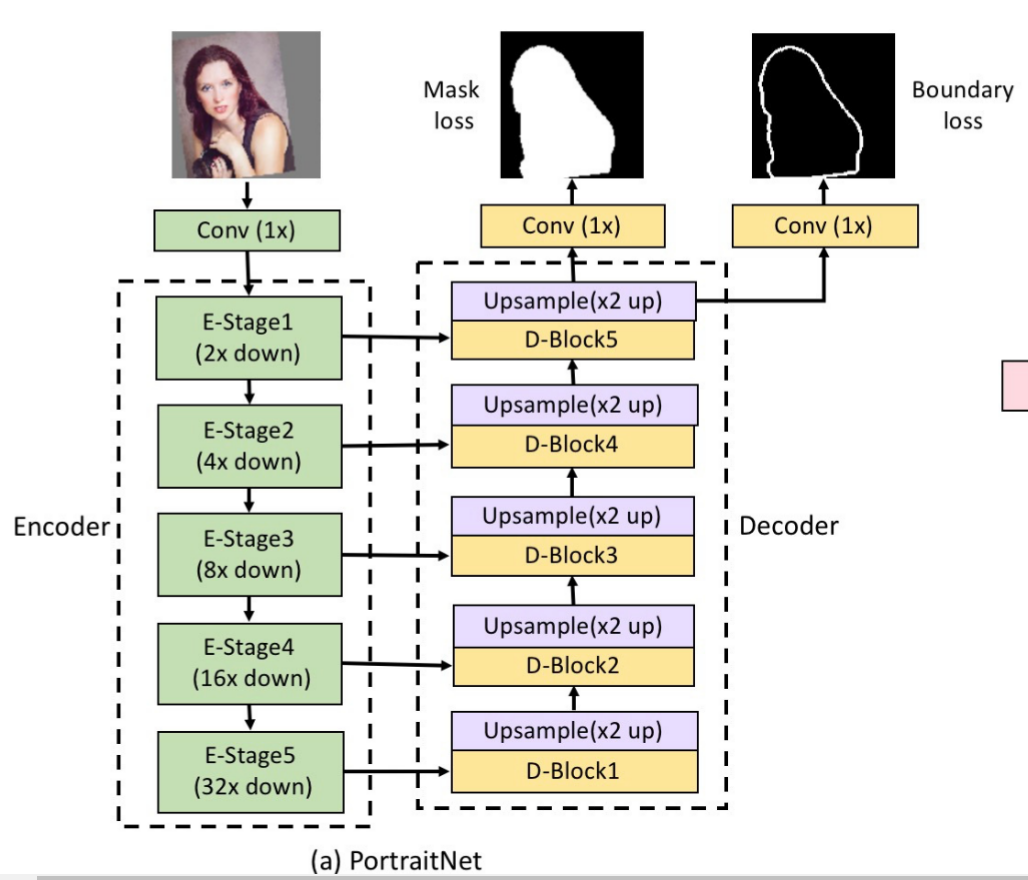 Mask
loss
Boundary
loss
Conv (1x)
Conv (1x)
Conv (1x)
Encoder
E-Stage1
(2x down)
E-Stage2
(4x down)
E-Stage3
(8x down)
E-Stage4
(16x down)
E-Stage5
(32x down)
Upsample(x2 up)
D-Block5
Upsample(x2 up)
D-Block4
Upsample(x2 up)
D-Block3
Upsample(x2 up)
D-Block2
Upsample(x2 up)
D-Block1
Decoder
(a) PortraitNet